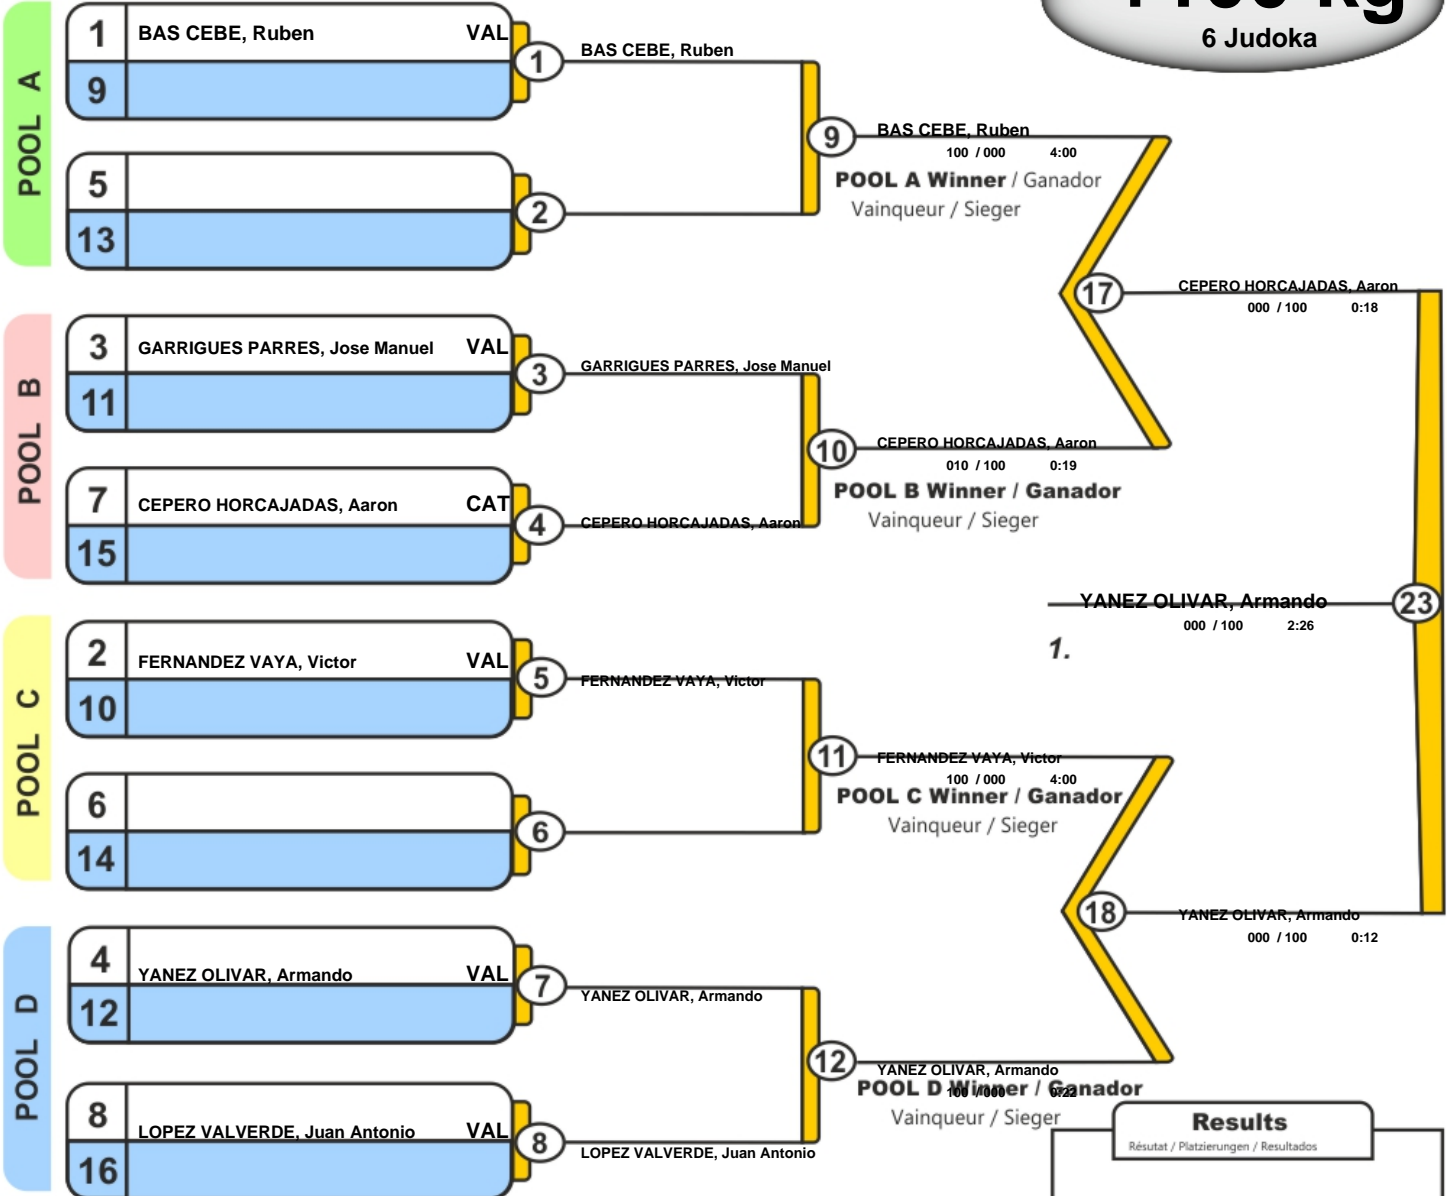 6 Judoka
POOL A
1 BAS CEBE, Ruben VAL
9
5
13
1 BAS CEBE, Ruben
2
9 BAS CEBE, Ruben
100 / 000 4:00
POOL A Winner / Ganador
Vainqueur / Sieger
POOL B
3 GARRIGUES PARRES, Jose Manuel VAL
11
7 CEPERO HORCAJADAS, Aaron CAT
15
3 GARRIGUES PARRES, Jose Manuel
4 CEPERO HORCAJADAS, Aaron
10 CEPERO HORCAJADAS, Aaron
010 / 100 0:19
POOL B Winner / Ganador
Vainqueur / Sieger
17 CEPERO HORCAJADAS, Aaron
000 / 100 0:18
YANEZ OLIVAR, Armando 23
000 / 100 2:26
1.
POOL C
2 FERNANDEZ VAYA, Victor VAL
10
6
14
5 FERNANDEZ VAYA, Victor
6
11 FERNANDEZ VAYA, Victor
100 / 000 4:00
POOL C Winner / Ganador
Vainqueur / Sieger
18 YANEZ OLIVAR, Armando
000 / 100 0:12
POOL D
4 YANEZ OLIVAR, Armando VAL
12
8 LOPEZ VALVERDE, Juan Antonio VAL
16
7 YANEZ OLIVAR, Armando
8 LOPEZ VALVERDE, Juan Antonio
12 YANEZ OLIVAR, Armando
100 / 000 0:22
POOL D Winner / Ganador
Vainqueur / Sieger
Results
Résutat / Platzierungen / Resultados